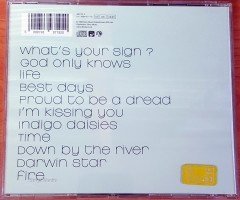 what's your sign ?
God only knows
life
Best days
Proud to be a dread
I'm kissing you
Indigo daisies
Time
Down by the river
Darwin star
fire